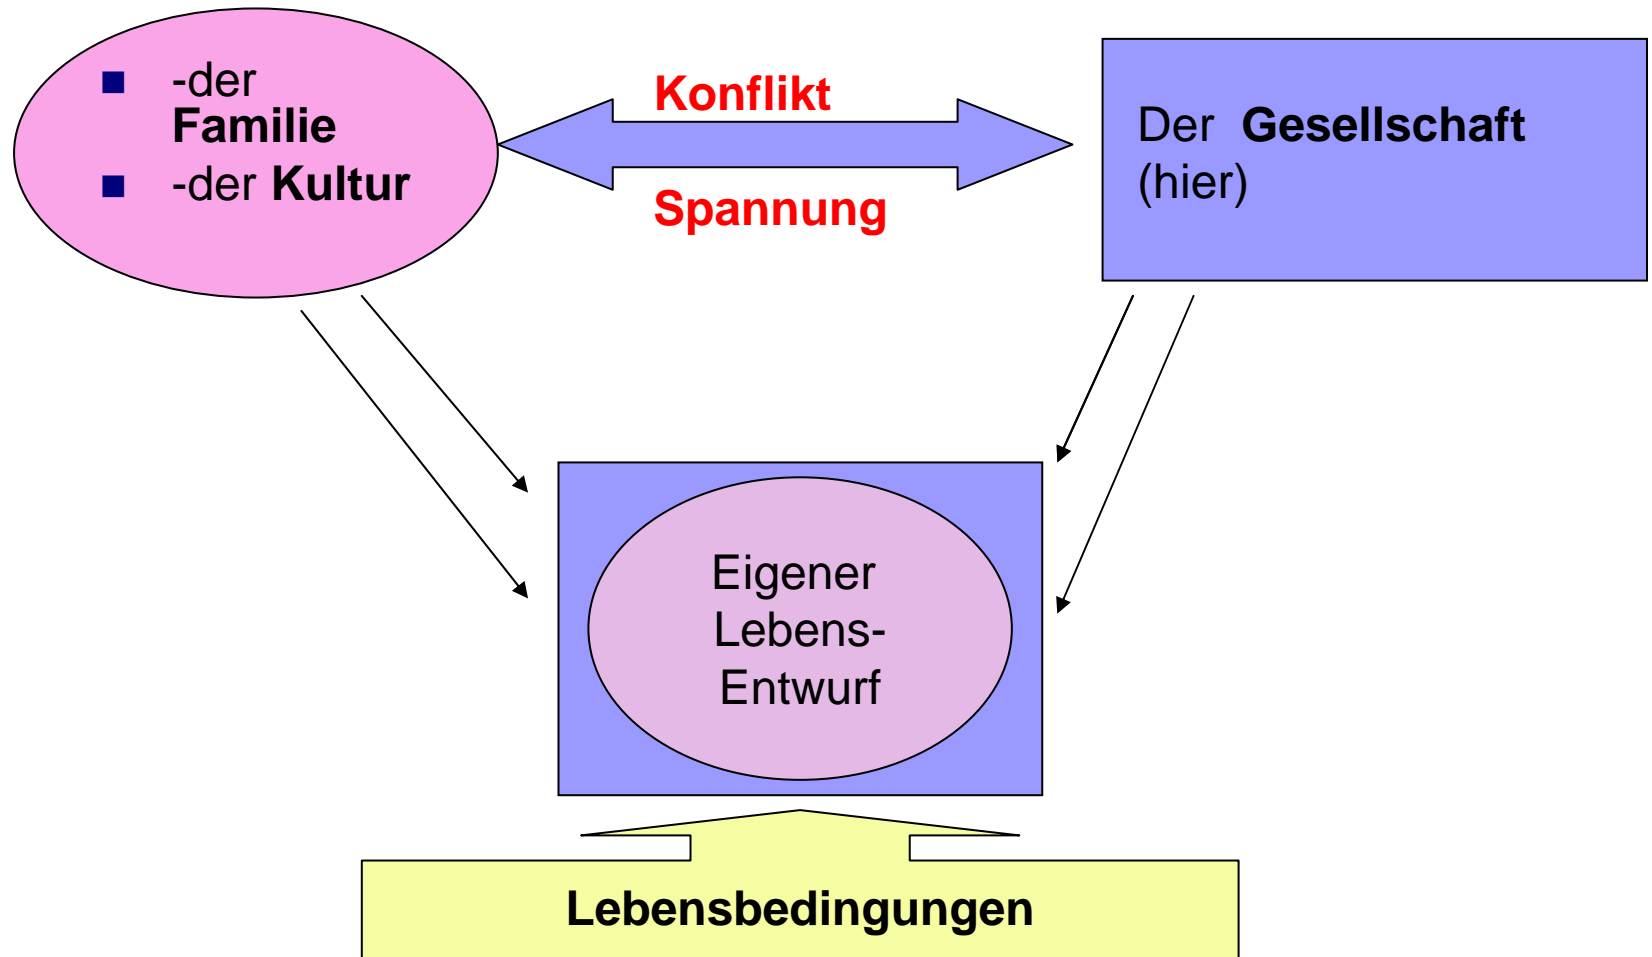 -der
Familie
-der Kultur
Konflikt
Spannung
Der Gesellschaft
(hier)
Eigener
Lebens-
Entwurf
Lebensbedingungen